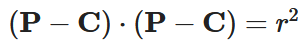 (P − C) · (P − C) = r²